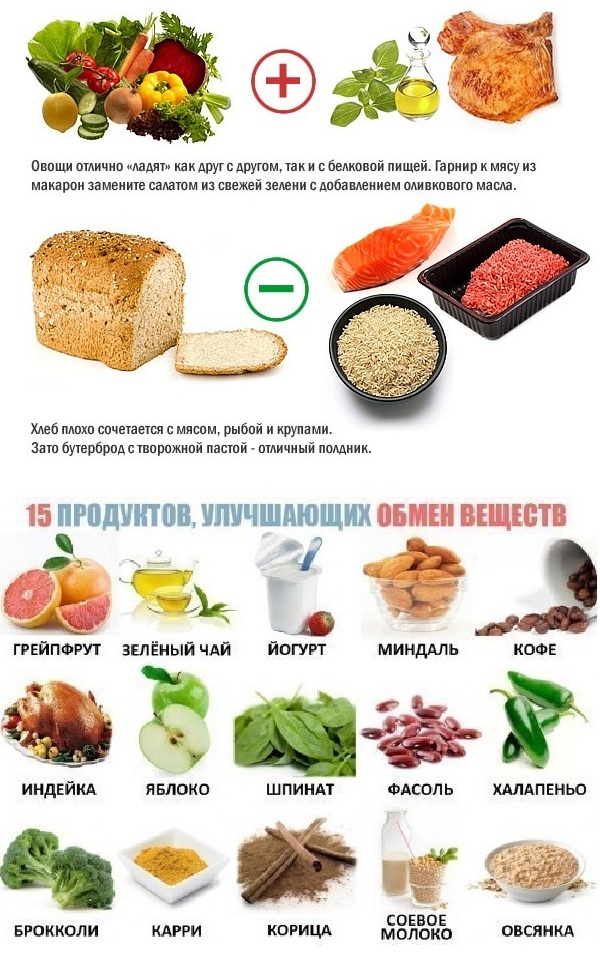 Овощи отлично «ладят» как друг с другом, так и с белковой пищей. Гарнир к мясу из
макарон замените салатом из свежей зелени с добавлением оливкового масла.
Хлеб плохо сочетается с мясом, рыбой и крупами.
Зато бутерброд с творожной пастой - отличный полдник.
15 ПРОДУКТОВ, УЛУЧШАЮЩИХ ОБМЕН ВЕЩЕСТВ
ГРЕЙПФРУТ ЗЕЛЁНЫЙ ЧАЙ ЙОГУРТ МИНДАЛЬ КОФЕ
ИНДЕЙКА ЯБЛОКО ШПИНАТ ФАСОЛЬ ХАЛАПЕНЬО
БРОККОЛИ КАРРИ КОРИЦА СОЕВОЕ МОЛОКО ОВСЯНКА